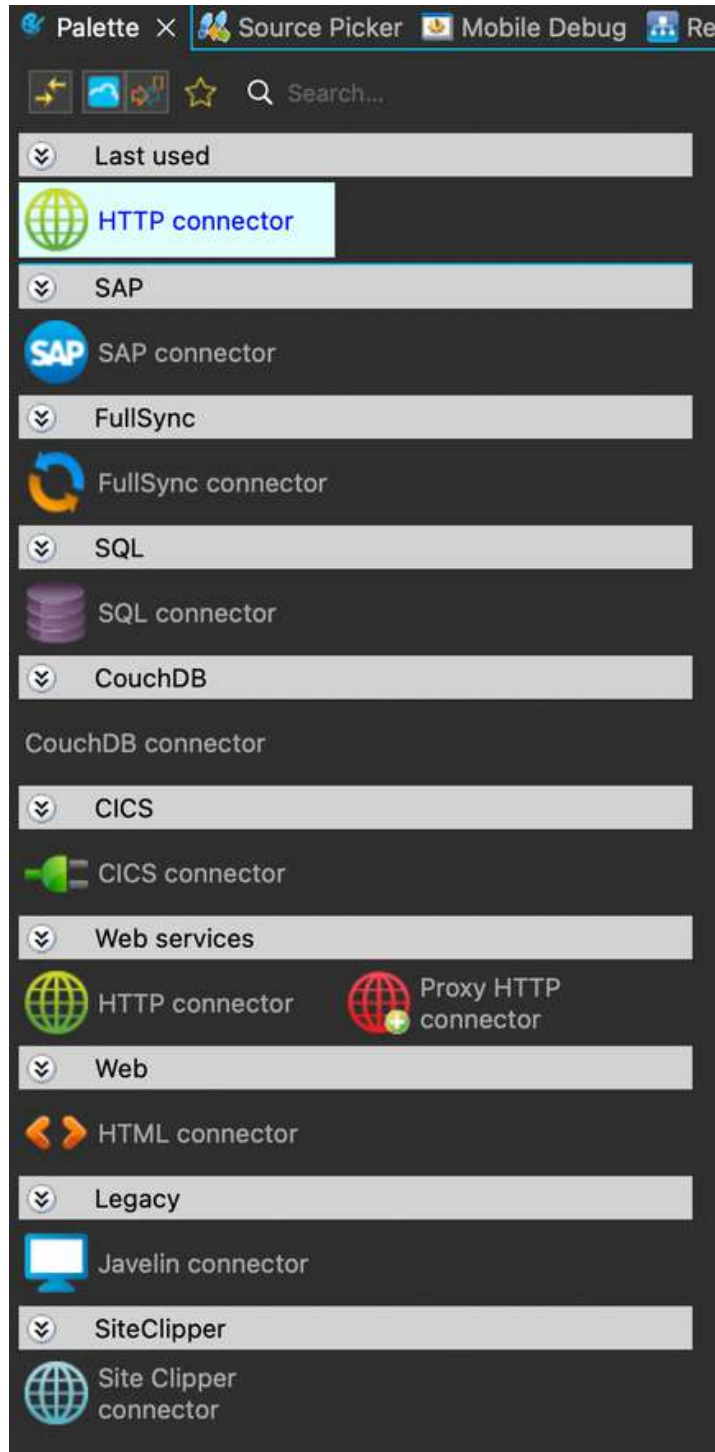 Palette Source Picker Mobile Debug Re
Search...
Last used
HTTP connector
SAP
SAP SAP connector
FullSync
FullSync connector
SQL
SQL connector
CouchDB
CouchDB connector
CICS
CICS connector
Web services
HTTP connector
Proxy HTTP
connector
Web
HTML connector
Legacy
Javelin connector
SiteClipper
Site Clipper
connector